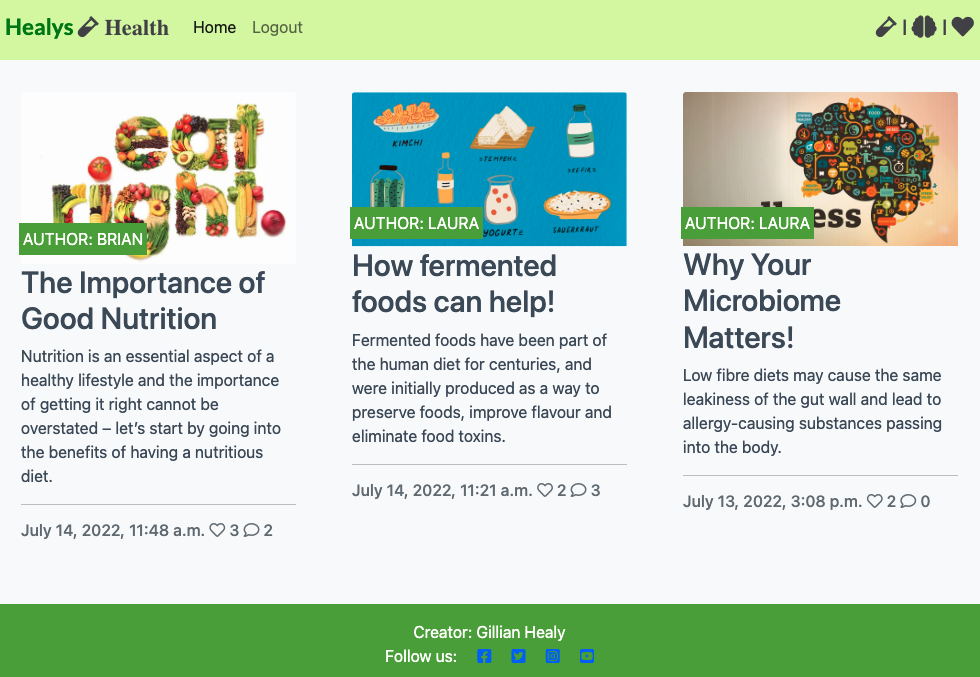 Healys Health Home Logout | |
eat
right
AUTHOR: BRIAN
The Importance of
Good Nutrition
Nutrition is an essential aspect of a
healthy lifestyle and the importance
of getting it right cannot be
overstated – let's start by going into
the benefits of having a nutritious
diet.
July 14, 2022, 11:48 a.m. 3 2
KIMCHI
TEMPEH
KEFIR
YOGURT
SAUERKRAUT
AUTHOR: LAURA
How fermented
foods can help!
Fermented foods have been part of
the human diet for centuries, and
were initially produced as a way to
preserve foods, improve flavour and
eliminate food toxins.
July 14, 2022, 11:21 a.m. 2 3
AUTHOR: LAURA
Why Your
Microbiome
Matters!
Low fibre diets may cause the same
leakiness of the gut wall and lead to
allergy-causing substances passing
into the body.
July 13, 2022, 3:08 p.m. 2 0
Creator: Gillian Healy
Follow us: